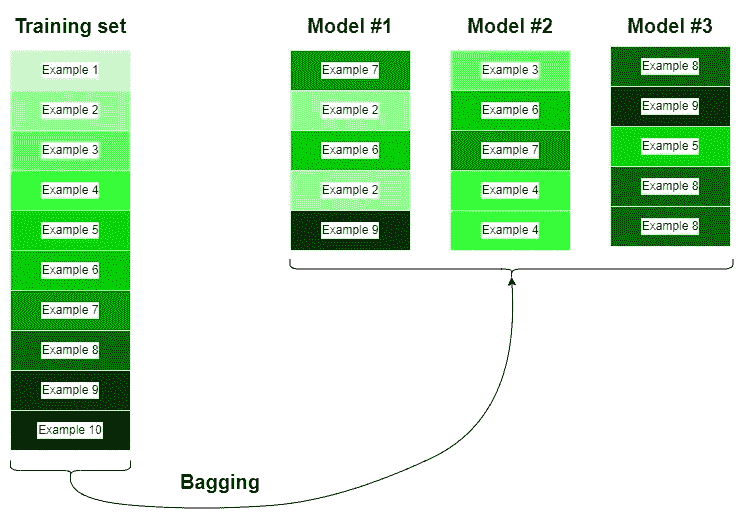 Training set
Model #1
Model #2
Model #3
Example 1
Example 2
Example 3
Example 4
Example 5
Example 6
Example 7
Example 8
Example 9
Example 10
Example 7
Example 2
Example 6
Example 2
Example 9
Example 3
Example 6
Example 7
Example 4
Example 4
Example 8
Example 9
Example 5
Example 8
Example 8
Bagging